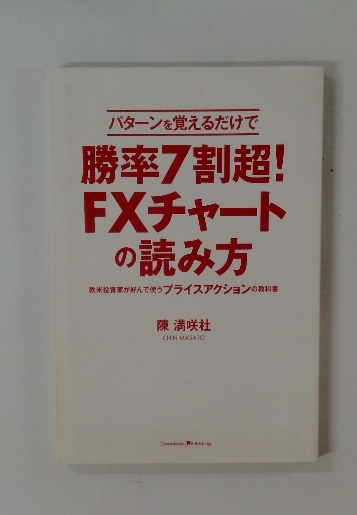 パターンを覚えるだけで
勝率7割超!
FXチャート
の読み方
欧米投資家が好んで使うプライスアクションの教科書
陳 満咲杜
CHIN MASATO
Crossmedia Publishing